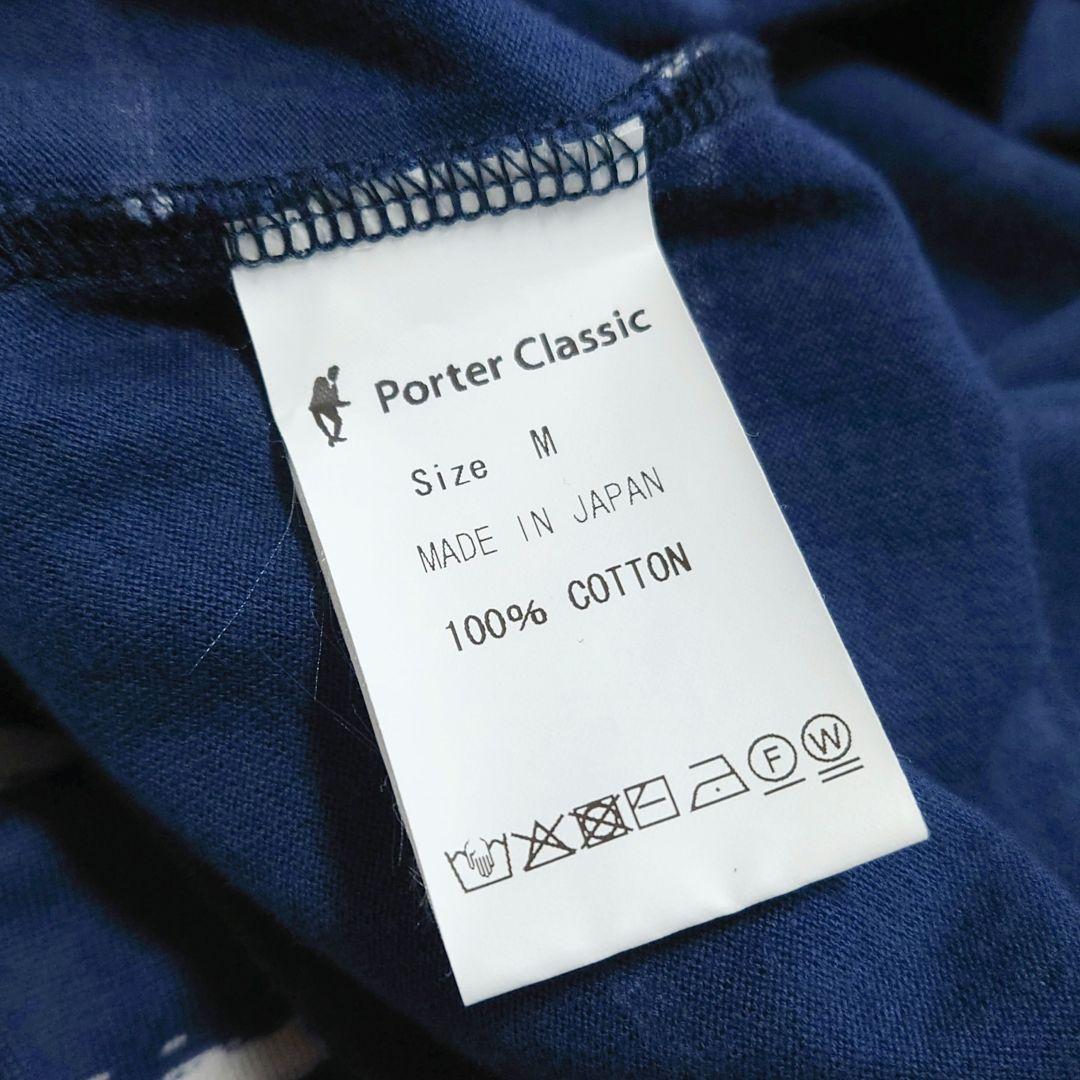 Porter Classic
Size M
MADE IN JAPAN
100% COTTON
F W